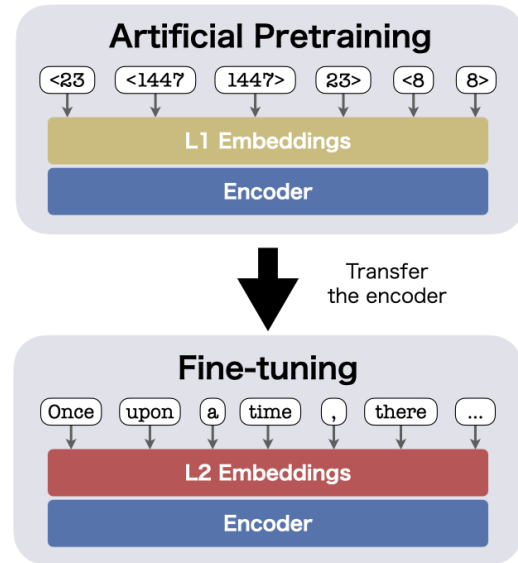 Artificial Pretraining
<23 <1447 1447> 23> <8 8>
L1 Embeddings
Encoder
Transfer
the encoder
Fine-tuning
Once upon a time , there ...
L2 Embeddings
Encoder